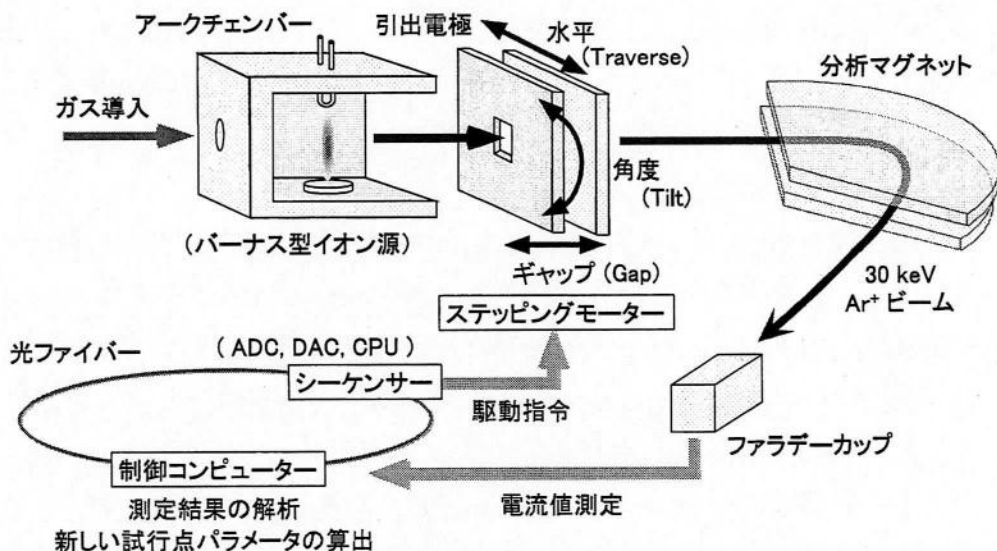 アークチェンバー
引出電極
水平
(Traverse)
分析マグネット
ガス導入
角度
(Tilt)
(バーナス型イオン源)
ギャップ (Gap)
30 keV
Ar⁺ ビーム
ステッピングモーター
光ファイバー
( ADC, DAC, CPU )
シーケンサー
駆動指令
ファラデーカップ
制御コンピューター
電流値測定
測定結果の解析
新しい試行点パラメータの算出